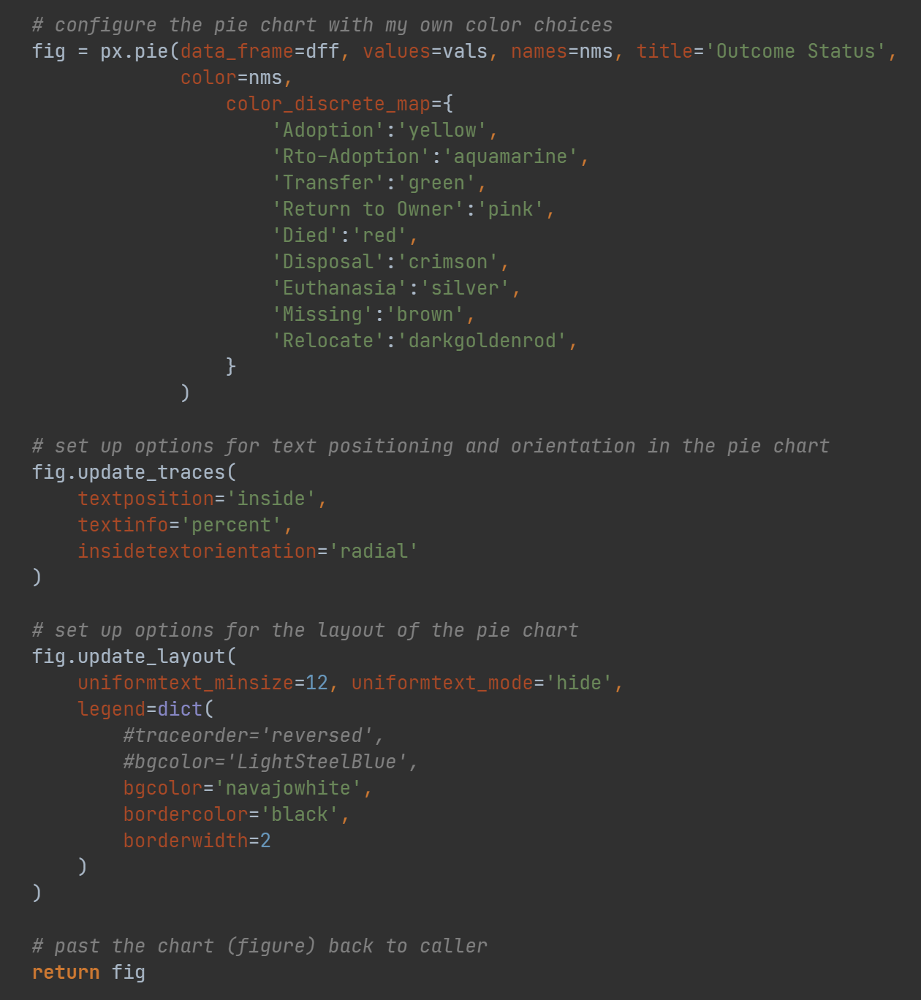 # configure the pie chart with my own color choices
fig = px.pie(data_frame=dff, values=vals, names=nms, title='Outcome Status',
             color=nms,
                 color_discrete_map={
                     'Adoption':'yellow',
                     'Rto-Adoption':'aquamarine',
                     'Transfer':'green',
                     'Return to Owner':'pink',
                     'Died':'red',
                     'Disposal':'crimson',
                     'Euthanasia':'silver',
                     'Missing':'brown',
                     'Relocate':'darkgoldenrod',
                 }
             )
# set up options for text positioning and orientation in the pie chart
fig.update_traces(
    textposition='inside',
    textinfo='percent',
    insidetextorientation='radial'
)
# set up options for the layout of the pie chart
fig.update_layout(
    uniformtext_minsize=12, uniformtext_mode='hide',
    legend=dict(
        #traceorder='reversed',
        #bgcolor='LightSteelBlue',
        bgcolor='navajowhite',
        bordercolor='black',
        borderwidth=2
    )
)
# past the chart (figure) back to caller
return fig